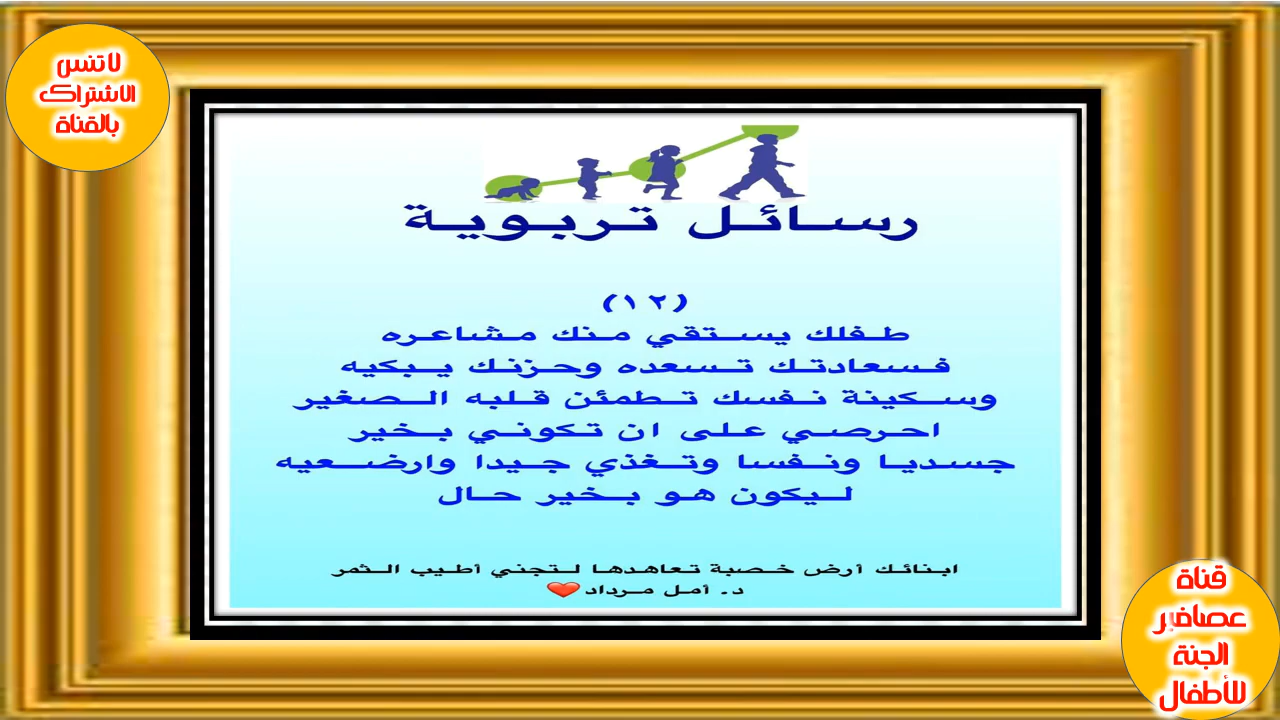 لاتنس
الاشتراك
بالقناة
رسائل تربوية
(١٢)
طفلك يستقي منك مشاعره
فسعادتك تسعده وحزنك يبكيه
وسكينة نفسك تطمئن قلبه الصغير
احرصي على ان تكوني بخير
جسديا ونفسا وتغذي جيدا وارضعيه
ليكون هو بخير حال
ابنائك أرض خصبة تعاهدها لتجني أطيب الثمر
د. أمل مرداد ❤️
قناة
عصافير
الجنة
للأطفال